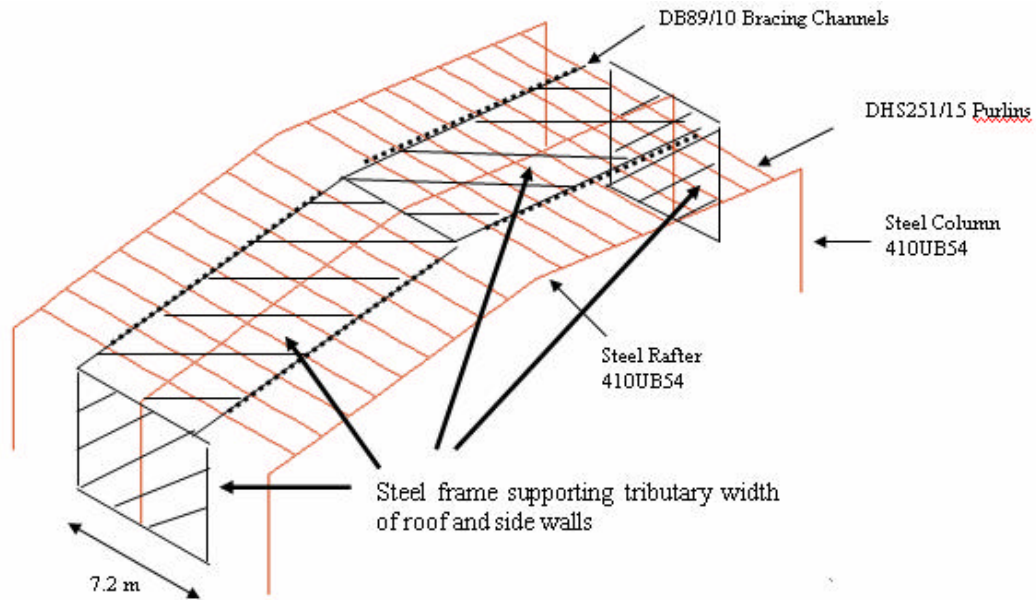 DB89/10 Bracing Channels
DHS251/15 Purlins
Steel Column
410UB54
Steel Rafter
410UB54
Steel frame supporting tributary width
of roof and side walls
7.2 m